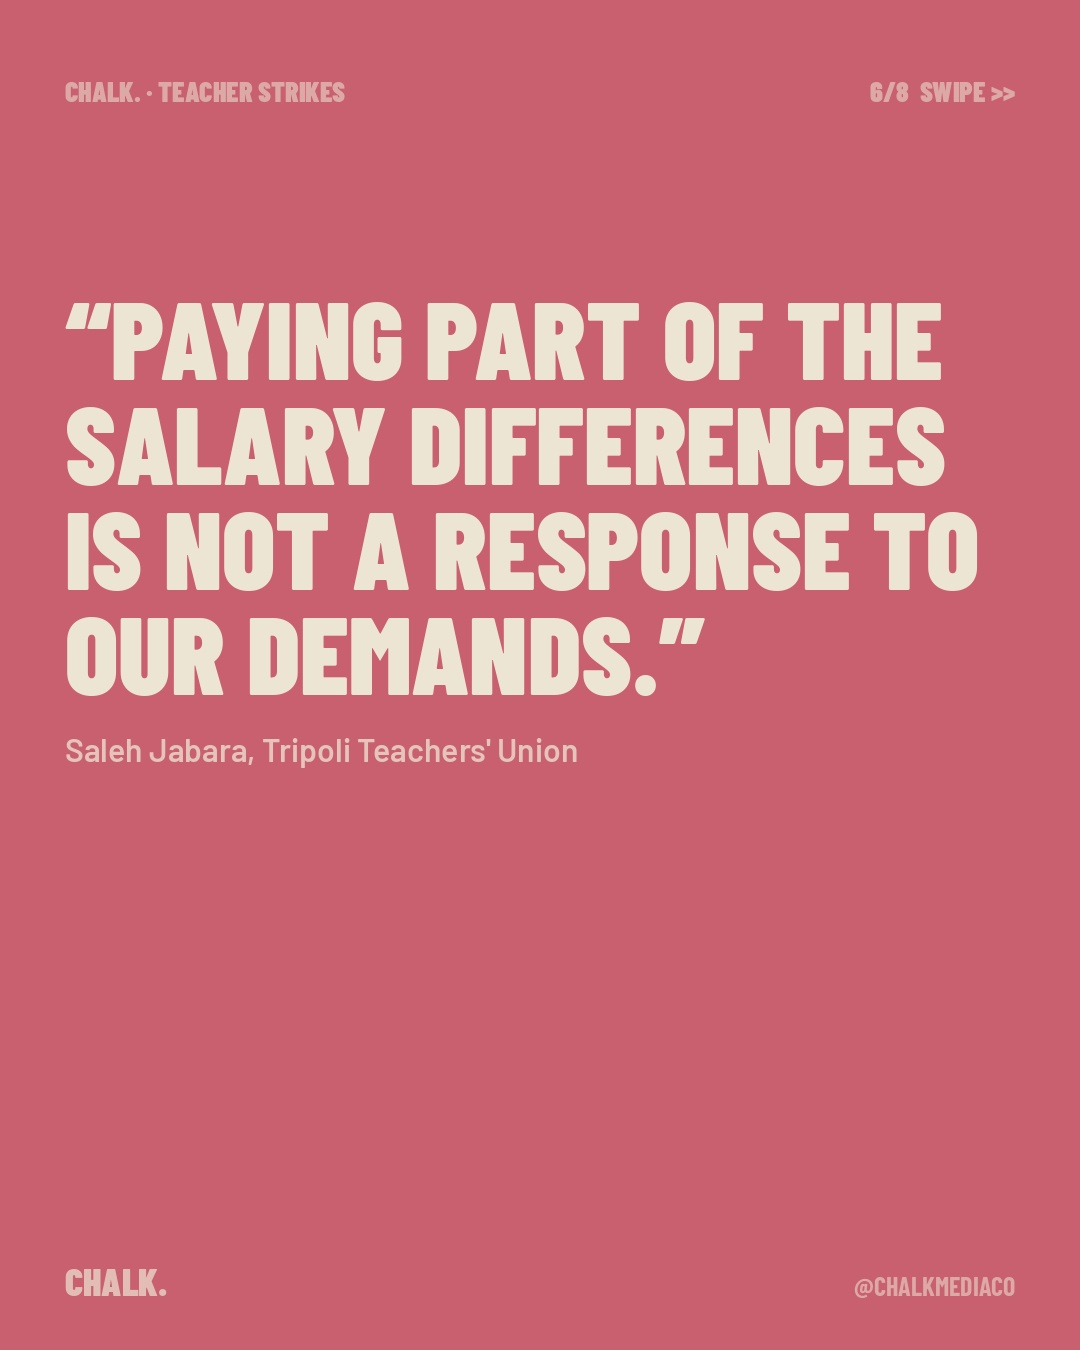 CHALK. · TEACHER STRIKES
6/8 SWIPE >>
“PAYING PART OF THE
SALARY DIFFERENCES
IS NOT A RESPONSE TO
OUR DEMANDS.”
Saleh Jabara, Tripoli Teachers' Union
CHALK.
@CHALKMEDIACO